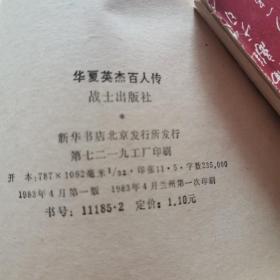 华夏英杰百人传
战士出版社
*
新华书店北京发行所发行
第七二一九工厂印刷
开本:787×1092毫米 1/32·印张11·5·字数235,000
1983年4月第一版 1983年4月兰州第一次印刷
书号:11185·2 定价:1.10元